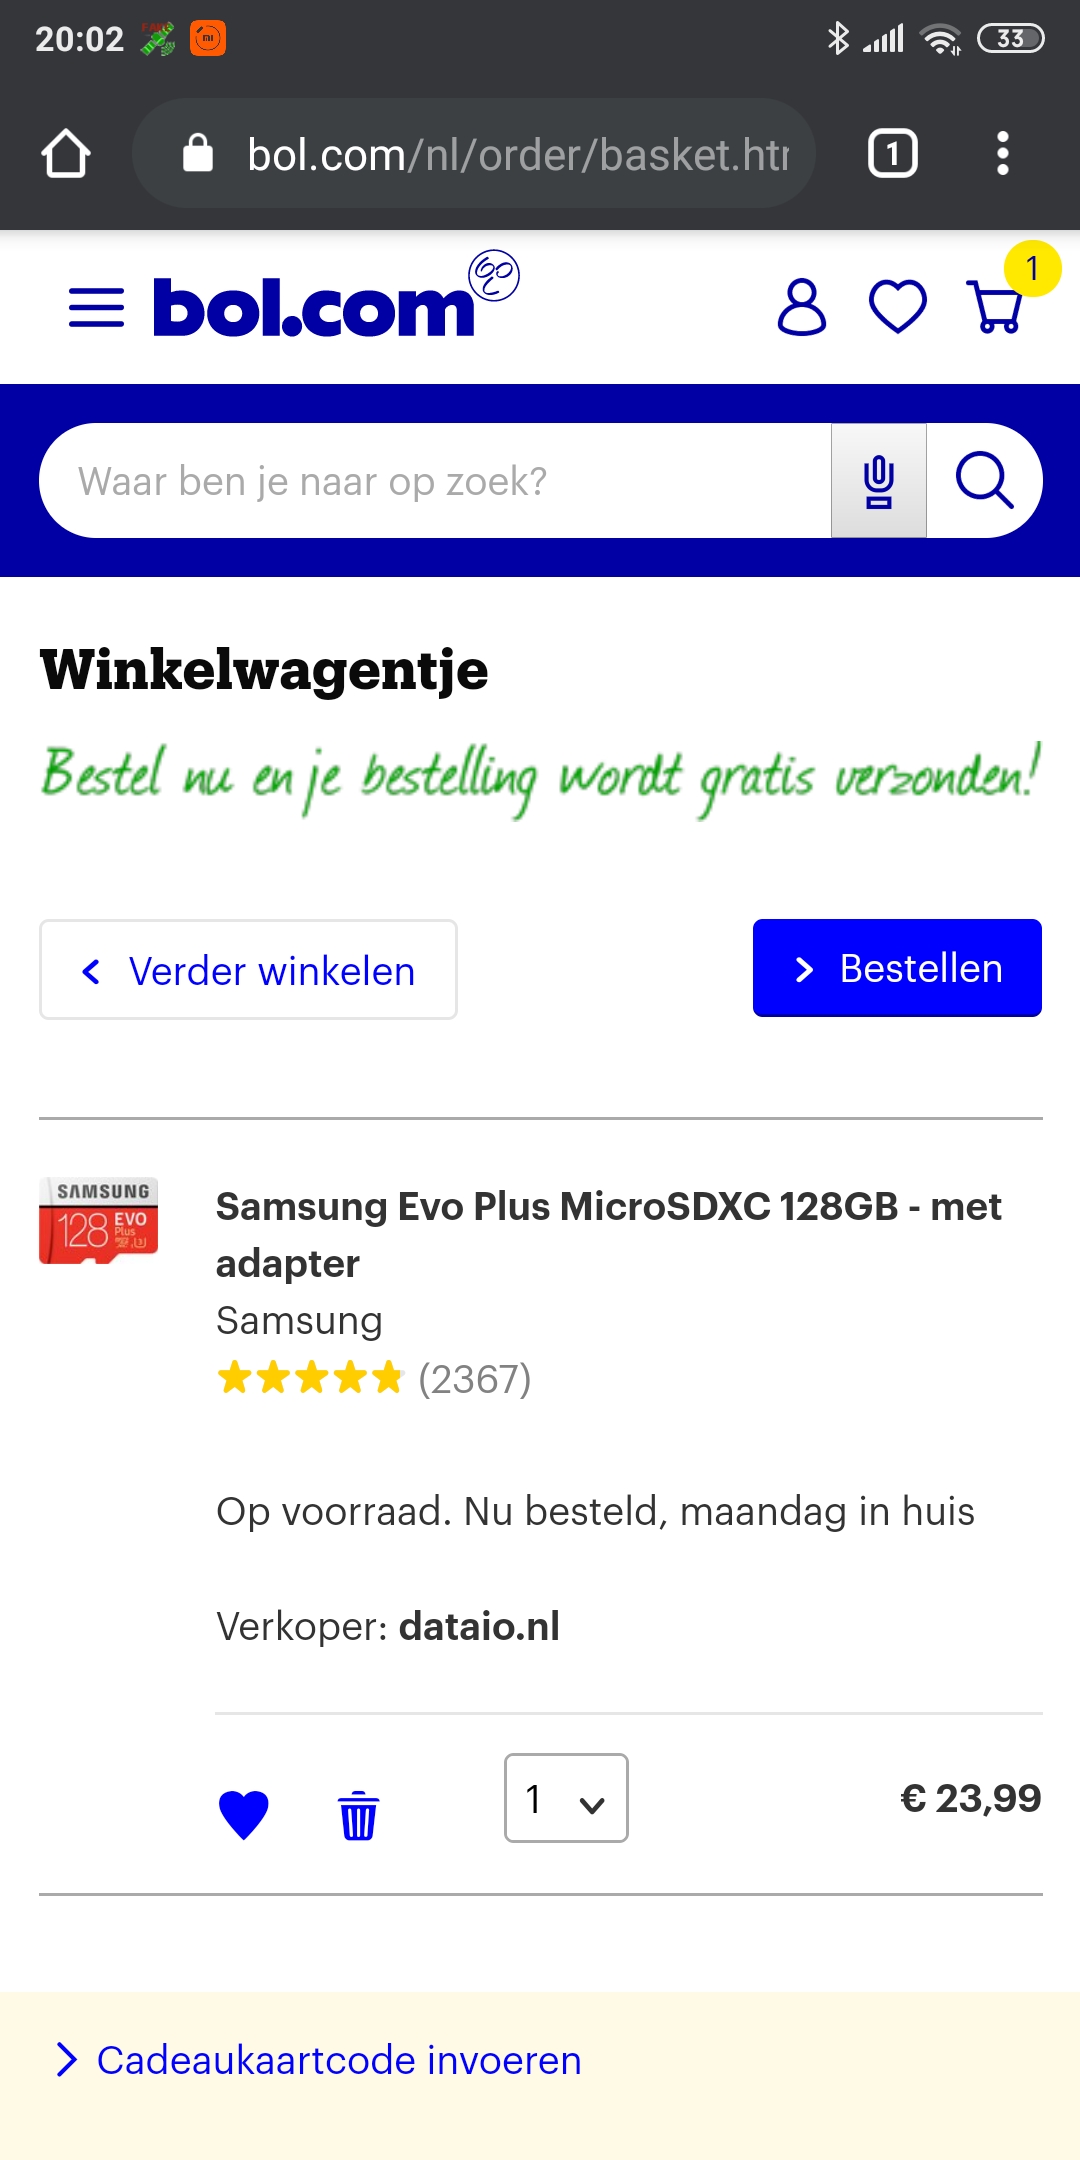 20:02
33
bol.com/nl/order/basket.htm
1
bol.com
1
Waar ben je naar op zoek?
Winkelwagentje
Bestel nu en je bestelling wordt gratis verzonden!
Verder winkelen
Bestellen
SAMSUNG
128 EVO
Plus
Samsung Evo Plus MicroSDXC 128GB - met
adapter
Samsung
(2367)
Op voorraad. Nu besteld, maandag in huis
Verkoper: dataio.nl
1
€ 23,99
Cadeaukaartcode invoeren